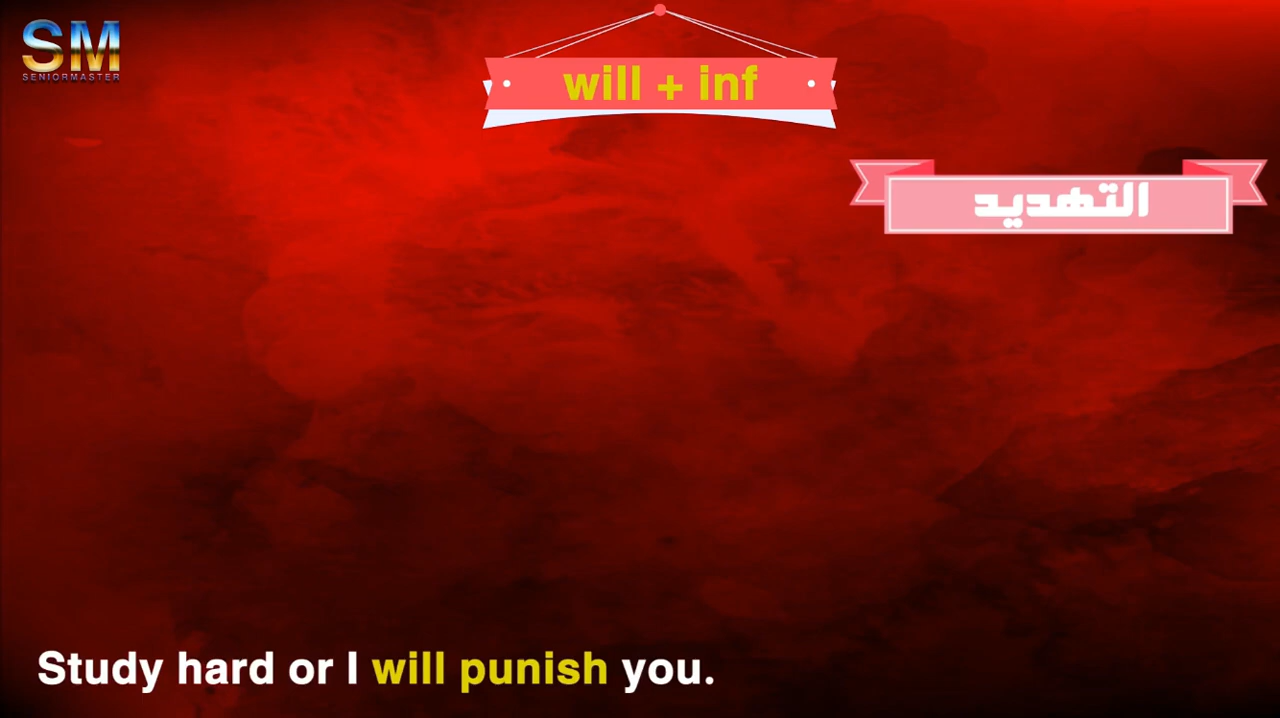 SM
SENIORMASTER
will + inf
التهديد
Study hard or I will punish you.